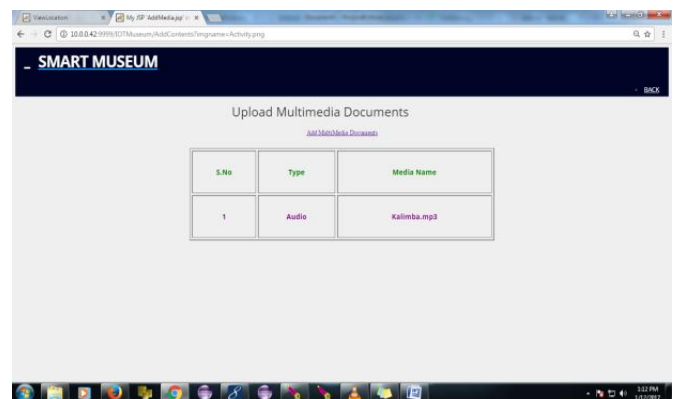 ViewLocation
My JSP 'AddMedia.jsp'
10.0.0.42:9999/IOTMuseum/AddContents?imgname=Activity.png
SMART MUSEUM
BACK
Upload Multimedia Documents
Add MultiMedia Documents
S.No Type Media Name
1 Audio Kalimba.mp3
3:12 PM